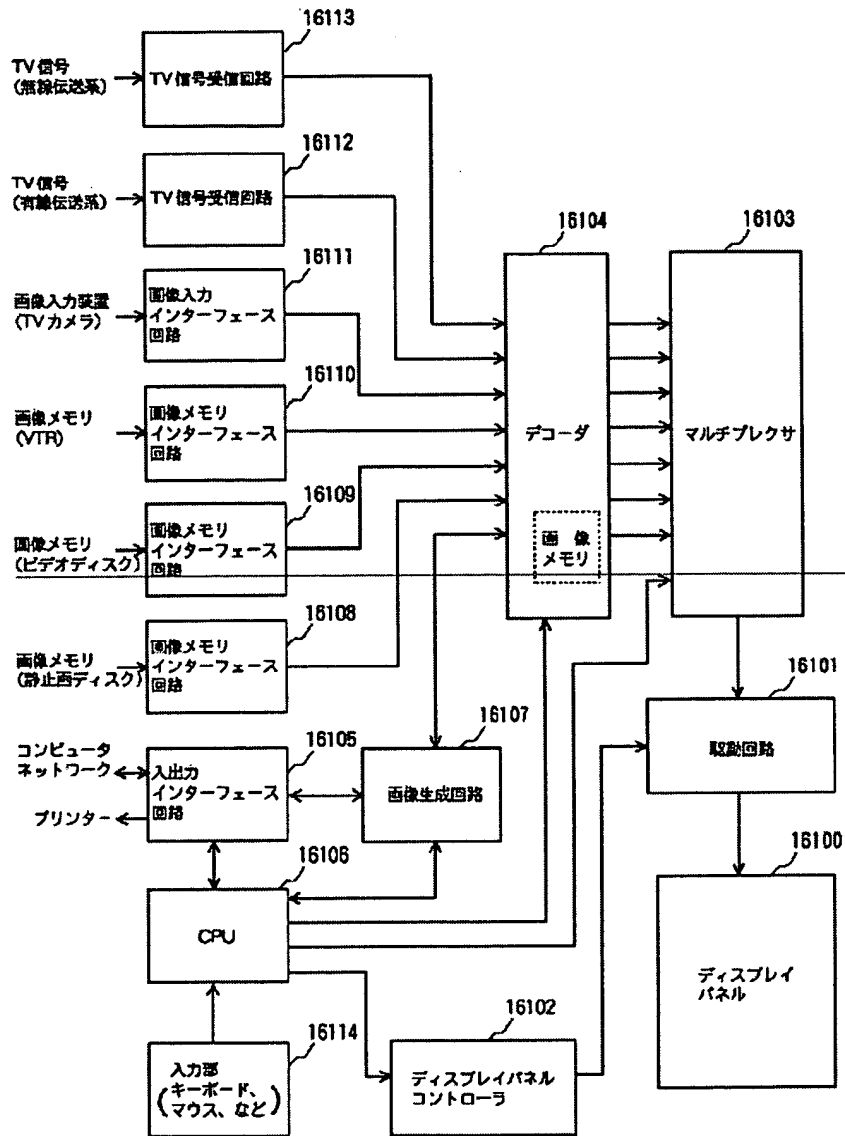 16113
TV信号
(無線伝送系)
TV信号受信回路
16112
TV信号
(有線伝送系)
TV信号受信回路
16104
16103
16111
画像入力装置
(TVカメラ)
画像入力
インターフェース
回路
16110
画像メモリ
(VTR)
画像メモリ
インターフェース
回路
デコーダ
マルチプレクサ
16109
画像メモリ
(ビデオディスク)
画像メモリ
インターフェース
回路
画像
メモリ
16108
画像メモリ
(静止画ディスク)
画像メモリ
インターフェース
回路
16101
駆動回路
16107
コンピュータ
ネットワーク
プリンター
16105
入出力
インターフェース
回路
画像生成回路
16106
CPU
16100
ディスプレイ
パネル
16102
16114
入力部
(キーボード、
マウス、など)
ディスプレイパネル
コントローラ